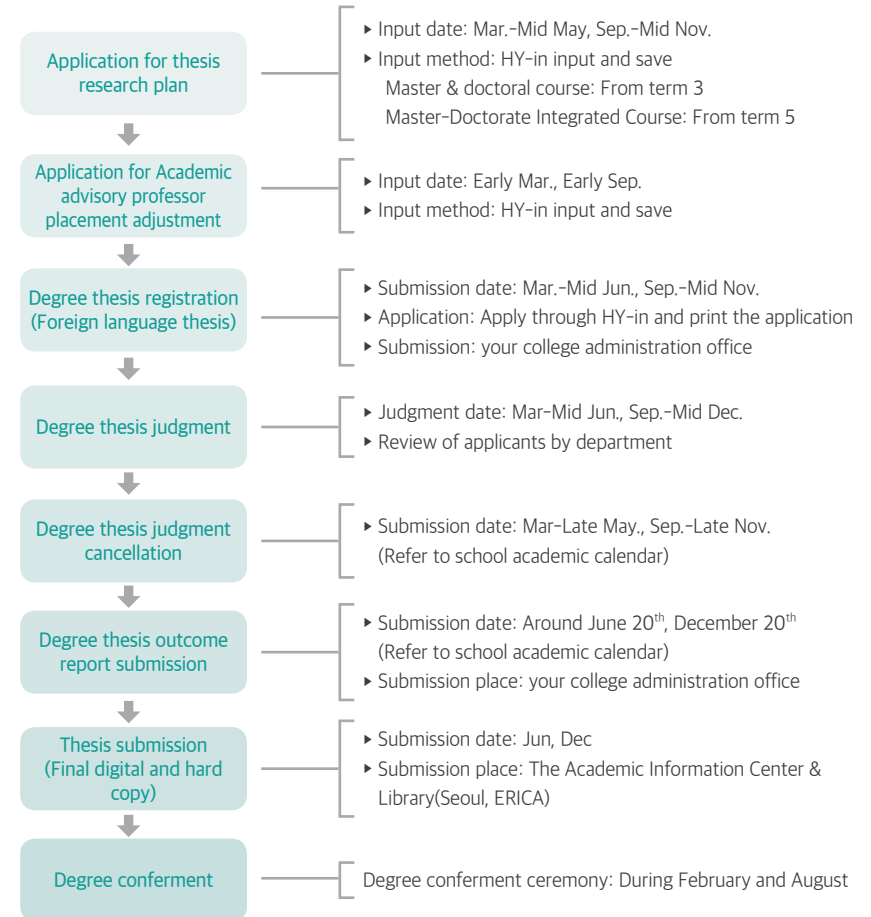 Application for thesis
research plan
▸ Input date: Mar.-Mid May, Sep.-Mid Nov.
▸ Input method: HY-in input and save
Master & doctoral course: From term 3
Master-Doctorate Integrated Course: From term 5
Application for Academic
advisory professor
placement adjustment
▸ Input date: Early Mar., Early Sep.
▸ Input method: HY-in input and save
Degree thesis registration
(Foreign language thesis)
▸ Submission date: Mar.-Mid Jun., Sep.-Mid Nov.
▸ Application: Apply through HY-in and print the application
▸ Submission: your college administration office
Degree thesis judgment
▸ Judgment date: Mar-Mid Jun., Sep.-Mid Dec.
▸ Review of applicants by department
Degree thesis judgment
cancellation
▸ Submission date: Mar-Late May., Sep.-Late Nov.
(Refer to school academic calendar)
Degree thesis outcome
report submission
▸ Submission date: Around June 20th, December 20th
(Refer to school academic calendar)
▸ Submission place: your college administration office
Thesis submission
(Final digital and hard
copy)
▸ Submission date: Jun, Dec
▸ Submission place: The Academic Information Center &
Library(Seoul, ERICA)
Degree conferment
Degree conferment ceremony: During February and August